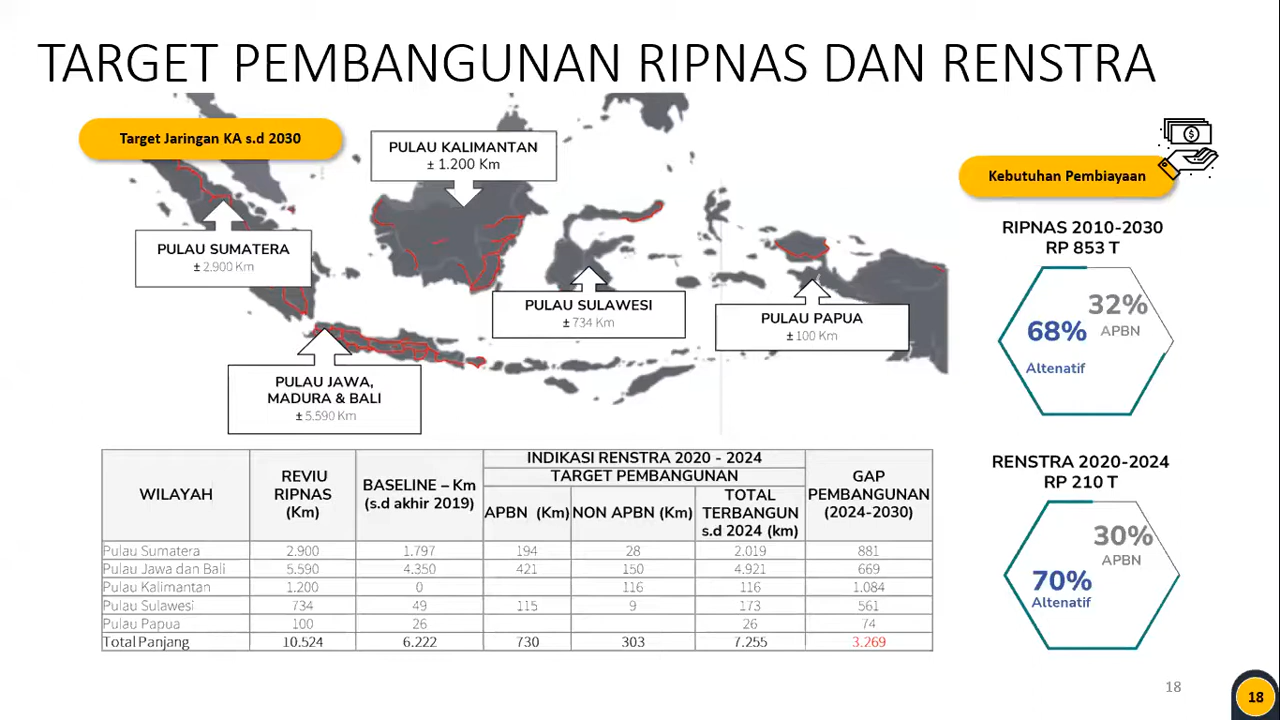 TARGET PEMBANGUNAN RIPNAS DAN RENSTRA
Target Jaringan KA s.d 2030
PULAU KALIMANTAN
± 1.200 Km
PULAU SUMATERA
± 2.900 Km
PULAU SULAWESI
± 734 Km
PULAU PAPUA
± 100 Km
PULAU JAWA,
MADURA & BALI
± 5.590 Km
Kebutuhan Pembiayaan
RIPNAS 2010-2030
RP 853 T
32%
APBN
68%
Altenatif
RENSTRA 2020-2024
RP 210 T
30%
APBN
70%
Altenatif
WILAYAH
REVIU
RIPNAS
(Km)
BASELINE – Km
(s.d akhir 2019)
INDIKASI RENSTRA 2020 - 2024
TARGET PEMBANGUNAN
APBN (Km)
NON APBN (Km)
TOTAL
TERBANGUN
s.d 2024 (km)
GAP
PEMBANGUNAN
(2024-2030)
Pulau Sumatera 2.900 1.797 194 28 2.019 881
Pulau Jawa dan Bali 5.590 4.350 421 150 4.921 669
Pulau Kalimantan 1.200 0 116 116 1.084
Pulau Sulawesi 734 49 115 9 173 561
Pulau Papua 100 26 26 74
Total Panjang 10.524 6.222 730 303 7.255 3.269
18
18